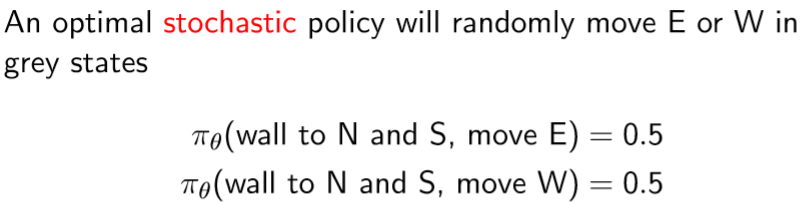 An optimal stochastic policy will randomly move E or W in
grey states
πθ(wall to N and S, move E) = 0.5
πθ(wall to N and S, move W) = 0.5